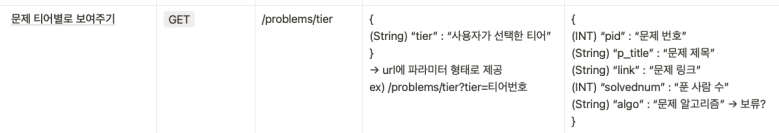 문제 티어별로 보여주기
GET
/problems/tier
{
(String) “tier” : “사용자가 선택한 티어”
}
→ url에 파라미터 형태로 제공
ex) /problems/tier?tier=티어번호
{
(INT) “pid” : “문제 번호”
(String) “p_title” : “문제 제목”
(String) “link” : “문제 링크”
(INT) “solvednum” : “푼 사람 수”
(String) “algo” : “문제 알고리즘” → 보류?
}